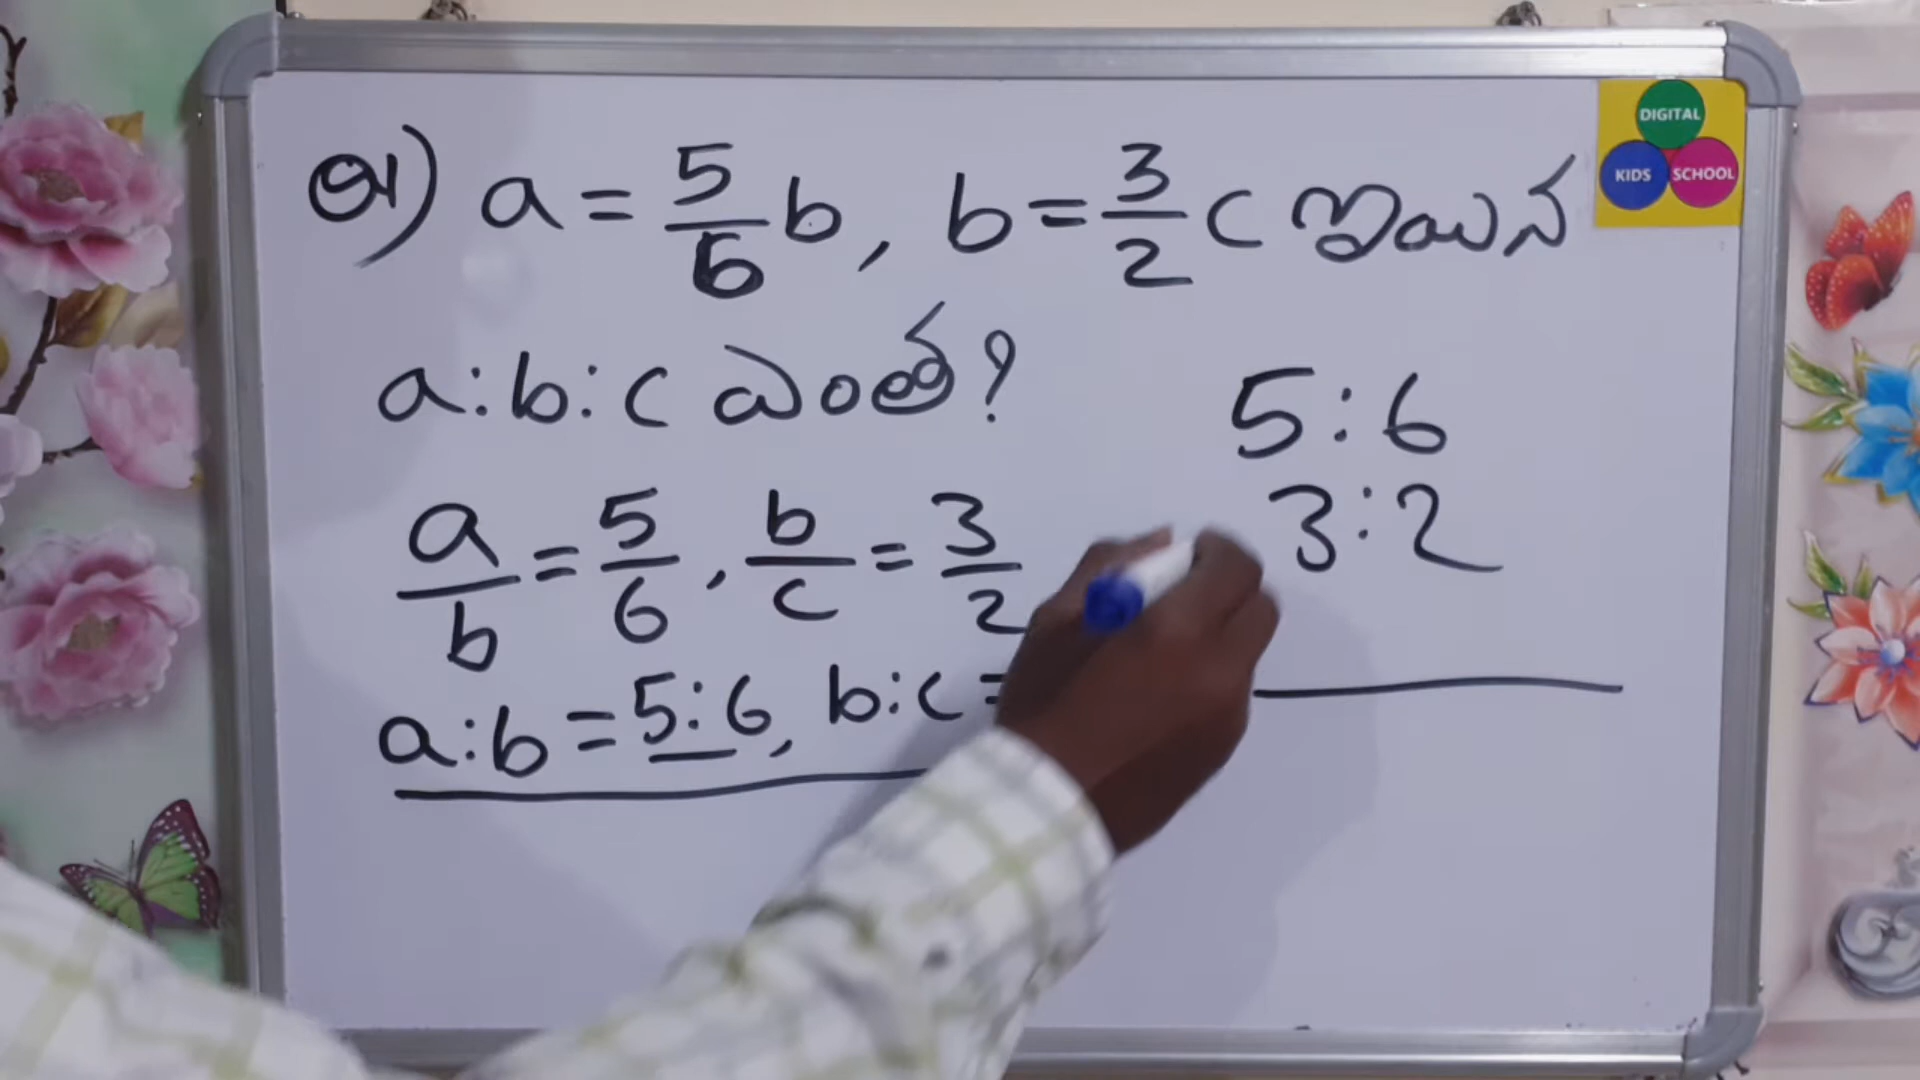 a = 5/6 b, b = 3/2 c అయిన
a : b : c ఎంత?
a/b = 5/6, b/c = 3/2
a : b = 5 : 6, b : c =
5 : 6
3 : 2
DIGITAL
KIDS SCHOOL